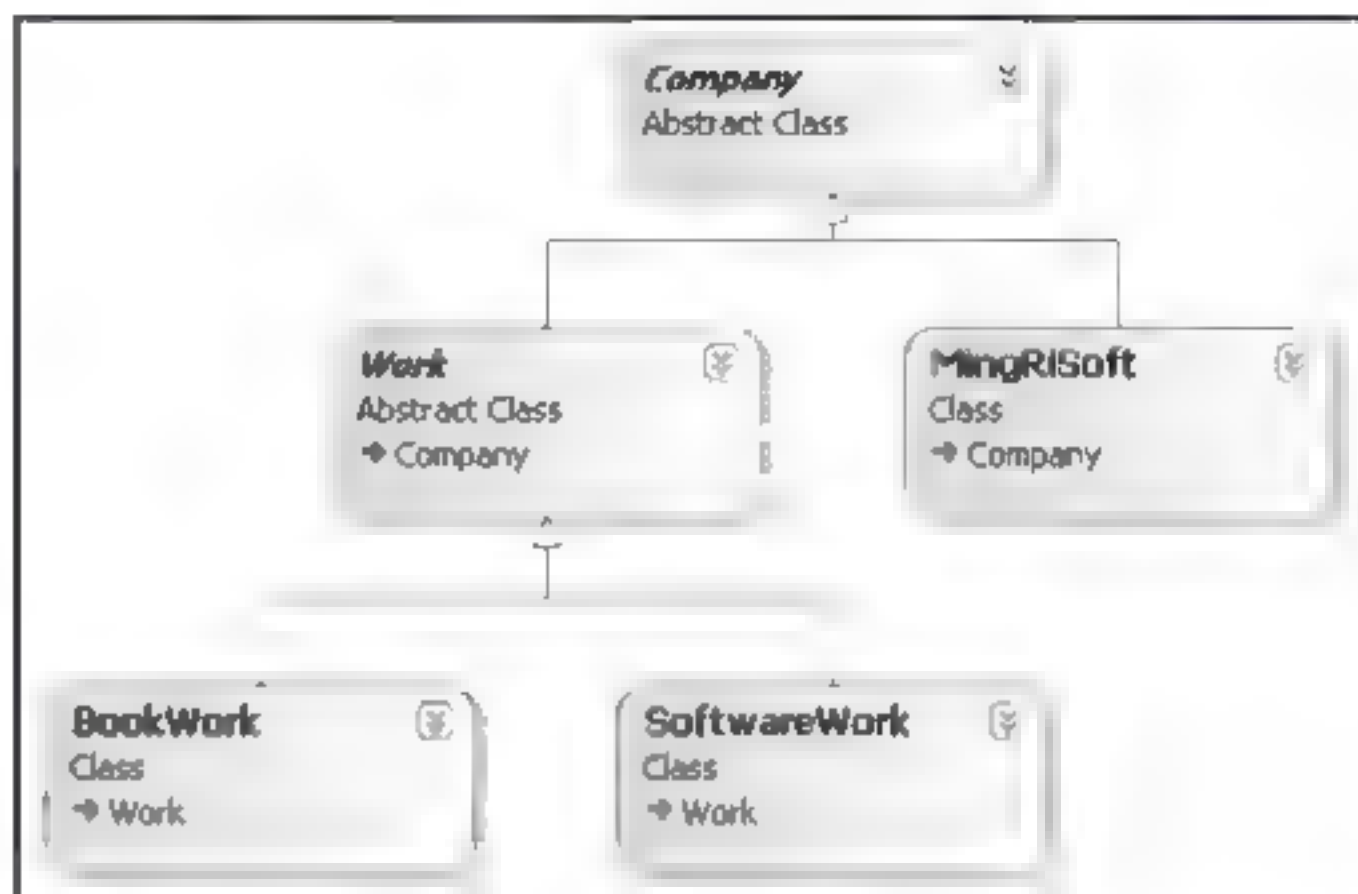 Company
Abstract Class
Work
Abstract Class
➔ Company
MingRiSoft
Class
➔ Company
BookWork
Class
➔ Work
SoftwareWork
Class
➔ Work